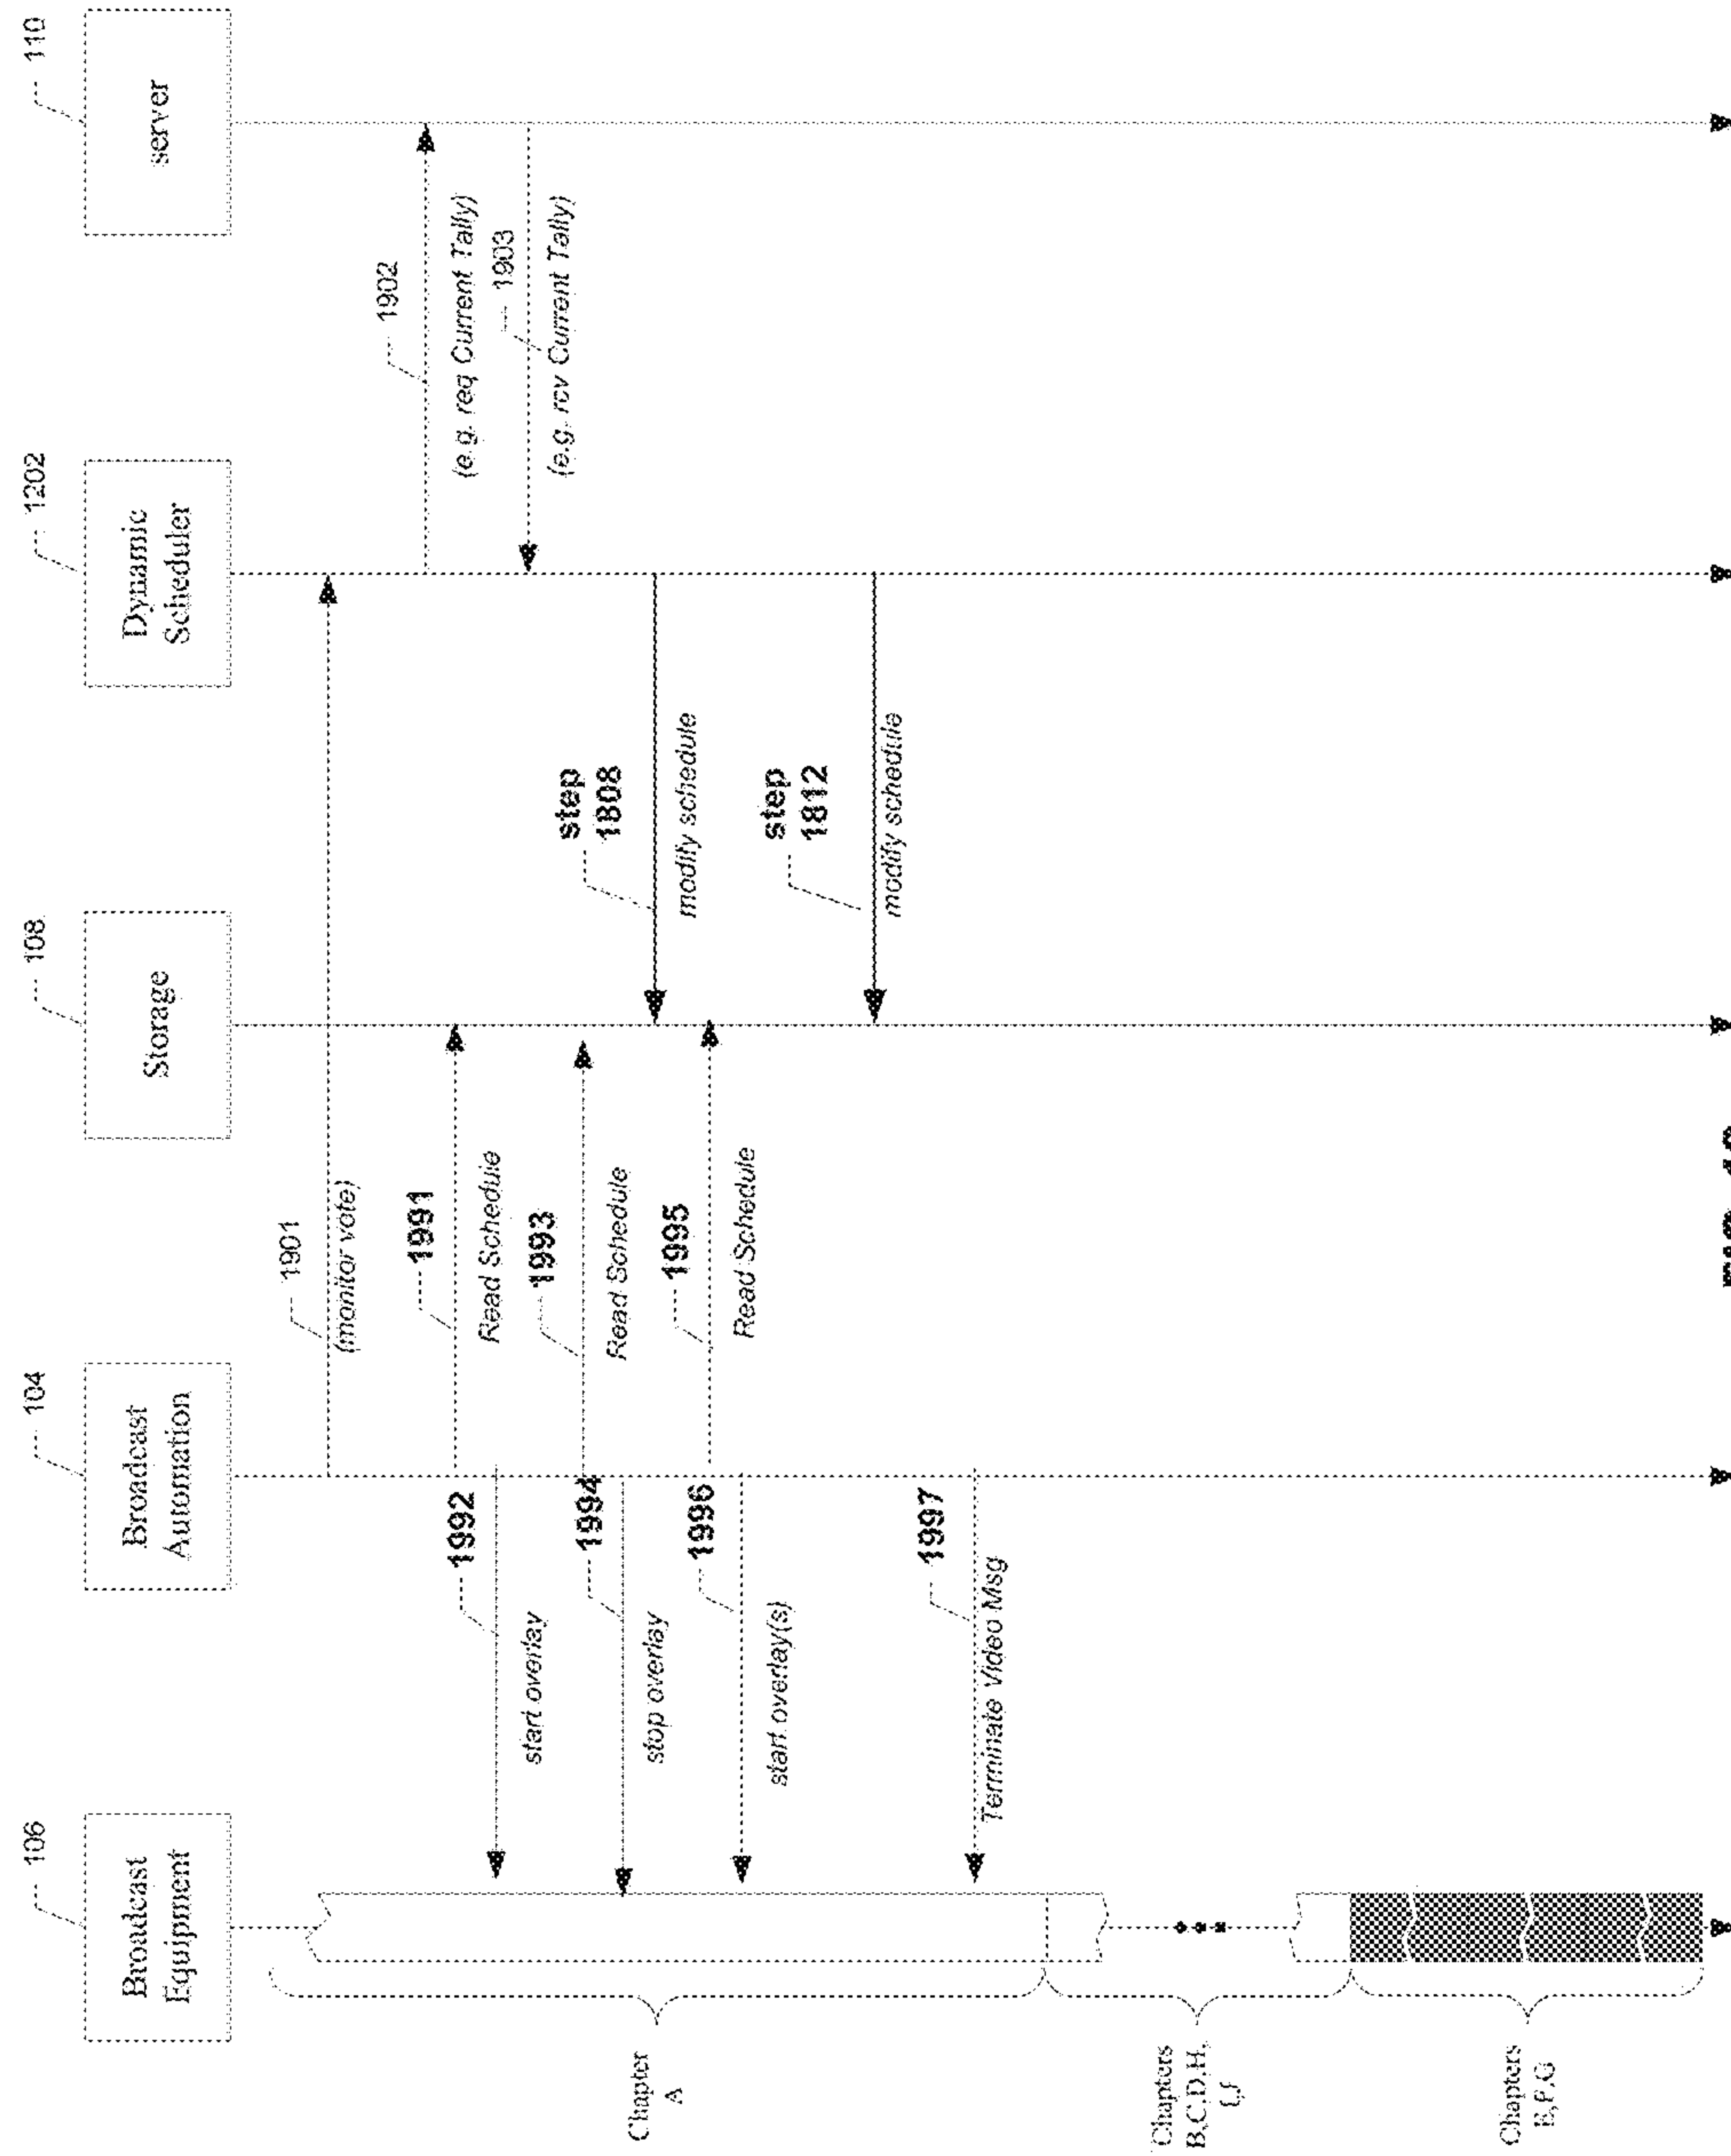 106
Broadcast
Equipment
104
Broadcast
Automation
108
Storage
1202
Dynamic
Scheduler
110
server
1901
(monitor vote)
1902
(e.g. req Current Tally)
1991
Read Schedule
1992
start overlay
1903
(e.g. rcv Current Tally)
1993
Read Schedule
1994
stop overlay
step
1808
modify schedule
1995
Read Schedule
1996
start overlay(s)
step
1812
modify schedule
1997
Terminate Video Msg
Chapter
A
Chapters
B,C,D,H,
I,J
Chapters
E,F,G